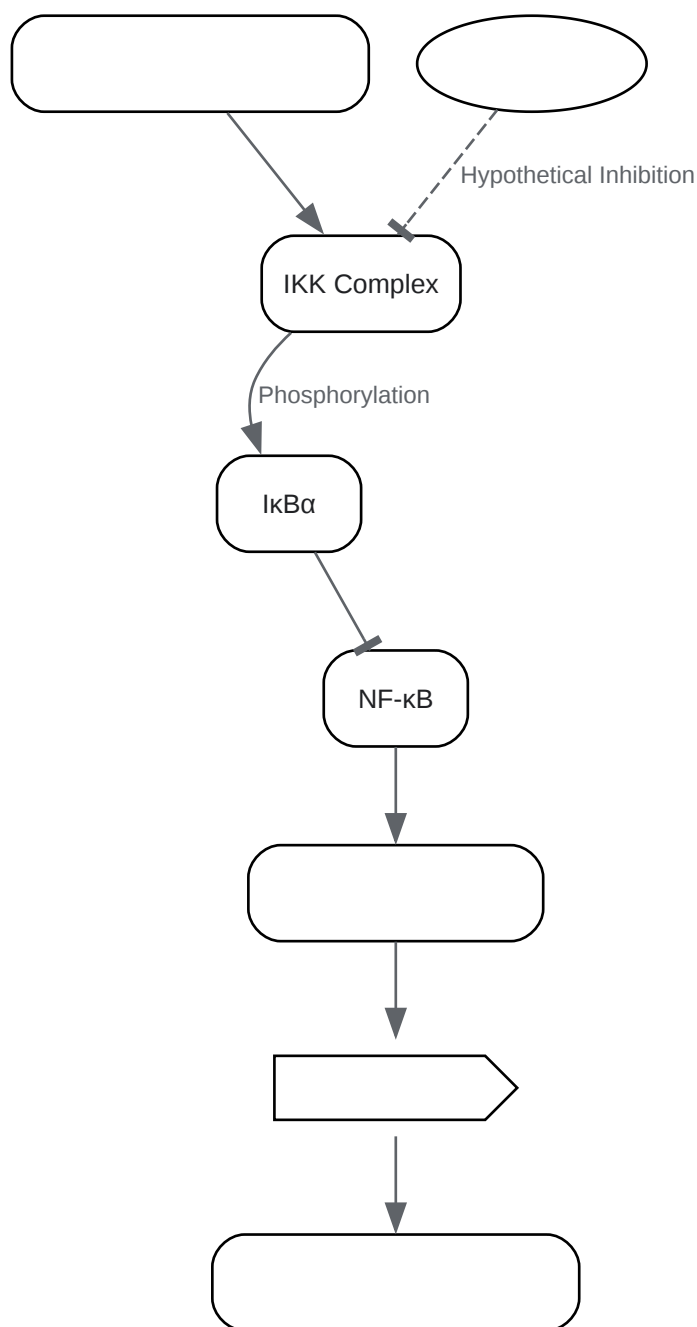 Hypothetical Inhibition
IKK Complex
Phosphorylation
IκBα
NF-κB